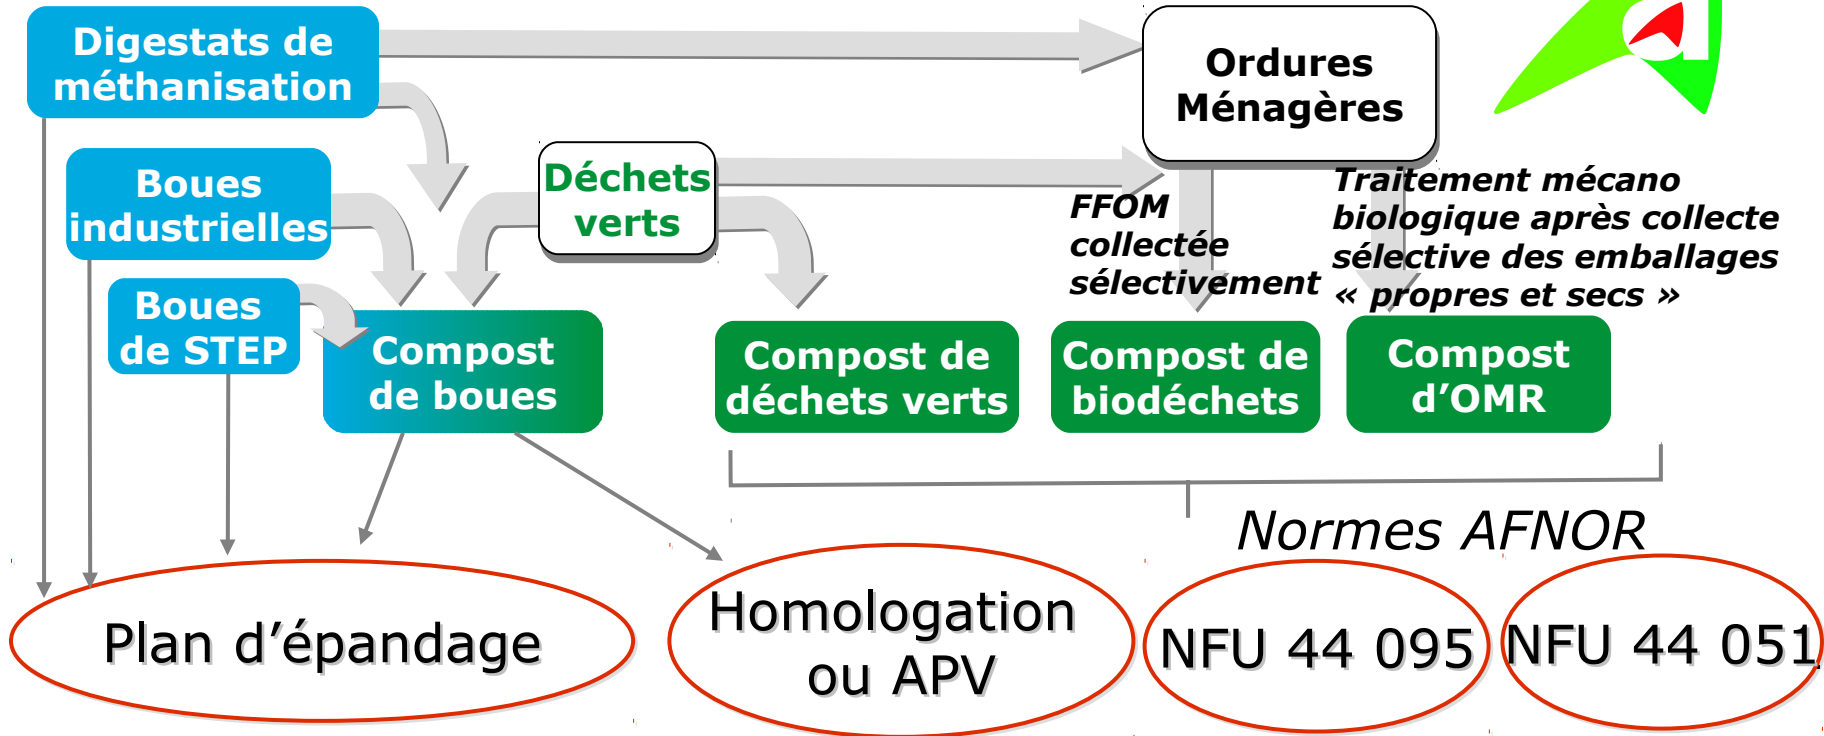 Digestats de
méthanisation
Ordures
Ménagères
Boues
industrielles
Déchets
verts
FFOM
collectée
sélectivement
Traitement mécano
biologique après collecte
sélective des emballages
« propres et secs »
Boues
de STEP
Compost
de boues
Compost de
déchets verts
Compost de
biodéchets
Compost
d’OMR
Normes AFNOR
Plan d’épandage
Homologation
ou APV
NFU 44 095
NFU 44 051